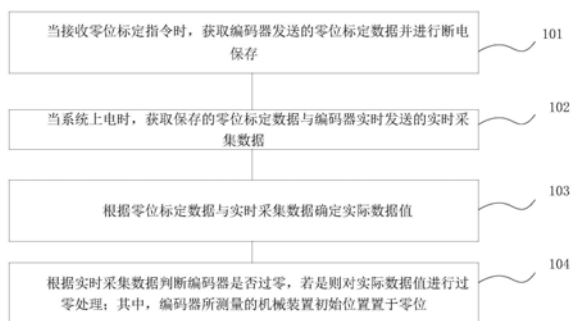 当接收零位标定指令时，获取编码器发送的零位标定数据并进行断电
保存
101
当系统上电时，获取保存的零位标定数据与编码器实时发送的实时采
集数据
102
根据零位标定数据与实时采集数据确定实际数据值
103
根据实时采集数据判断编码器是否过零，若是则对实际数据值进行过
零处理；其中，编码器所测量的机械装置初始位置置于零位
104